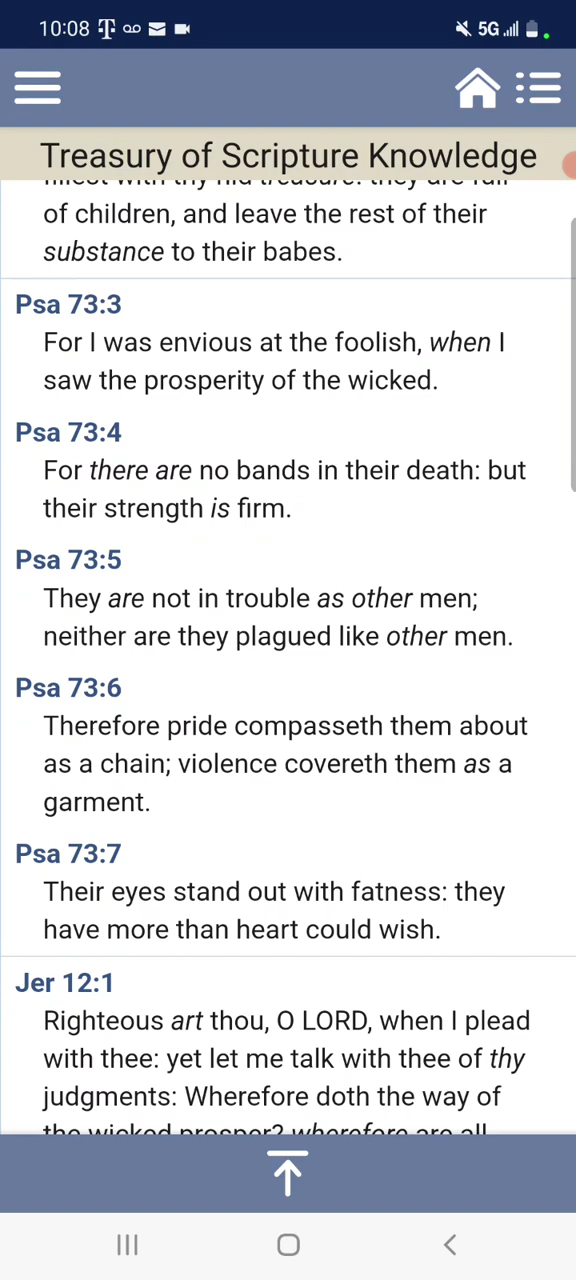 10:08
5G
Treasury of Scripture Knowledge
of children, and leave the rest of their
substance to their babes.
Psa 73:3
For I was envious at the foolish, when I
saw the prosperity of the wicked.
Psa 73:4
For there are no bands in their death: but
their strength is firm.
Psa 73:5
They are not in trouble as other men;
neither are they plagued like other men.
Psa 73:6
Therefore pride compasseth them about
as a chain; violence covereth them as a
garment.
Psa 73:7
Their eyes stand out with fatness: they
have more than heart could wish.
Jer 12:1
Righteous art thou, O LORD, when I plead
with thee: yet let me talk with thee of thy
judgments: Wherefore doth the way of
the wicked prosper? wherefore are all